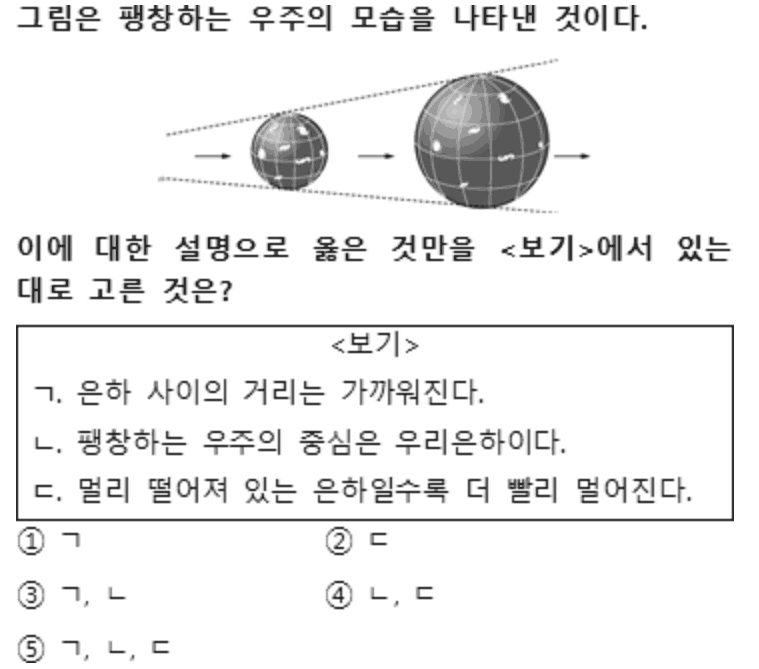 그림은 팽창하는 우주의 모습을 나타낸 것이다.
이에 대한 설명으로 옳은 것만을 <보기>에서 있는
대로 고른 것은?
<보기>
ㄱ. 은하 사이의 거리는 가까워진다.
ㄴ. 팽창하는 우주의 중심은 우리은하이다.
ㄷ. 멀리 떨어져 있는 은하일수록 더 빨리 멀어진다.
① ㄱ ② ㄷ
③ ㄱ, ㄴ ④ ㄴ, ㄷ
⑤ ㄱ, ㄴ, ㄷ